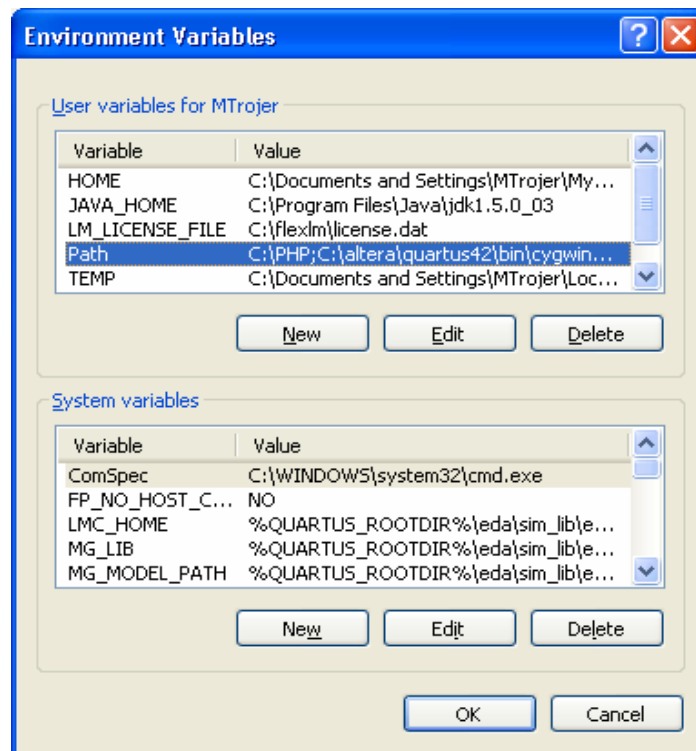 Environment Variables
User variables for MTrojer
Variable Value
HOME C:\Documents and Settings\MTrojer\My...
JAVA_HOME C:\Program Files\Java\jdk1.5.0_03
LM_LICENSE_FILE C:\flexlm\license.dat
Path C:\PHP;C:\altera\quartus42\bin\cygwin...
TEMP C:\Documents and Settings\MTrojer\Loc...
New Edit Delete
System variables
Variable Value
ComSpec C:\WINDOWS\system32\cmd.exe
FP_NO_HOST_C... NO
LMC_HOME %QUARTUS_ROOTDIR%\eda\sim_lib\e...
MG_LIB %QUARTUS_ROOTDIR%\eda\sim_lib\e...
MG_MODEL_PATH %QUARTUS_ROOTDIR%\eda\sim_lib\e...
New Edit Delete
OK Cancel